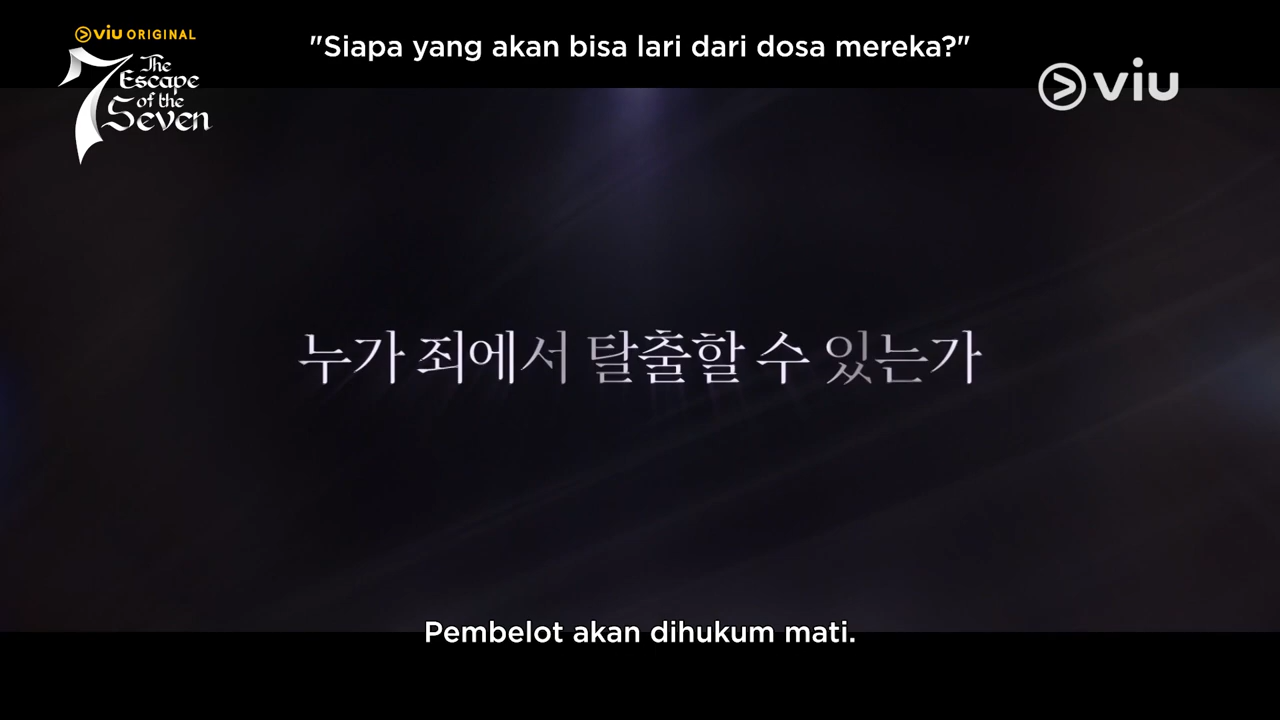 viu ORIGINAL
7 The
Escape
of the
Seven
"Siapa yang akan bisa lari dari dosa mereka?"
viu
누가 죄에서 탈출할 수 있는가
Pembelot akan dihukum mati.